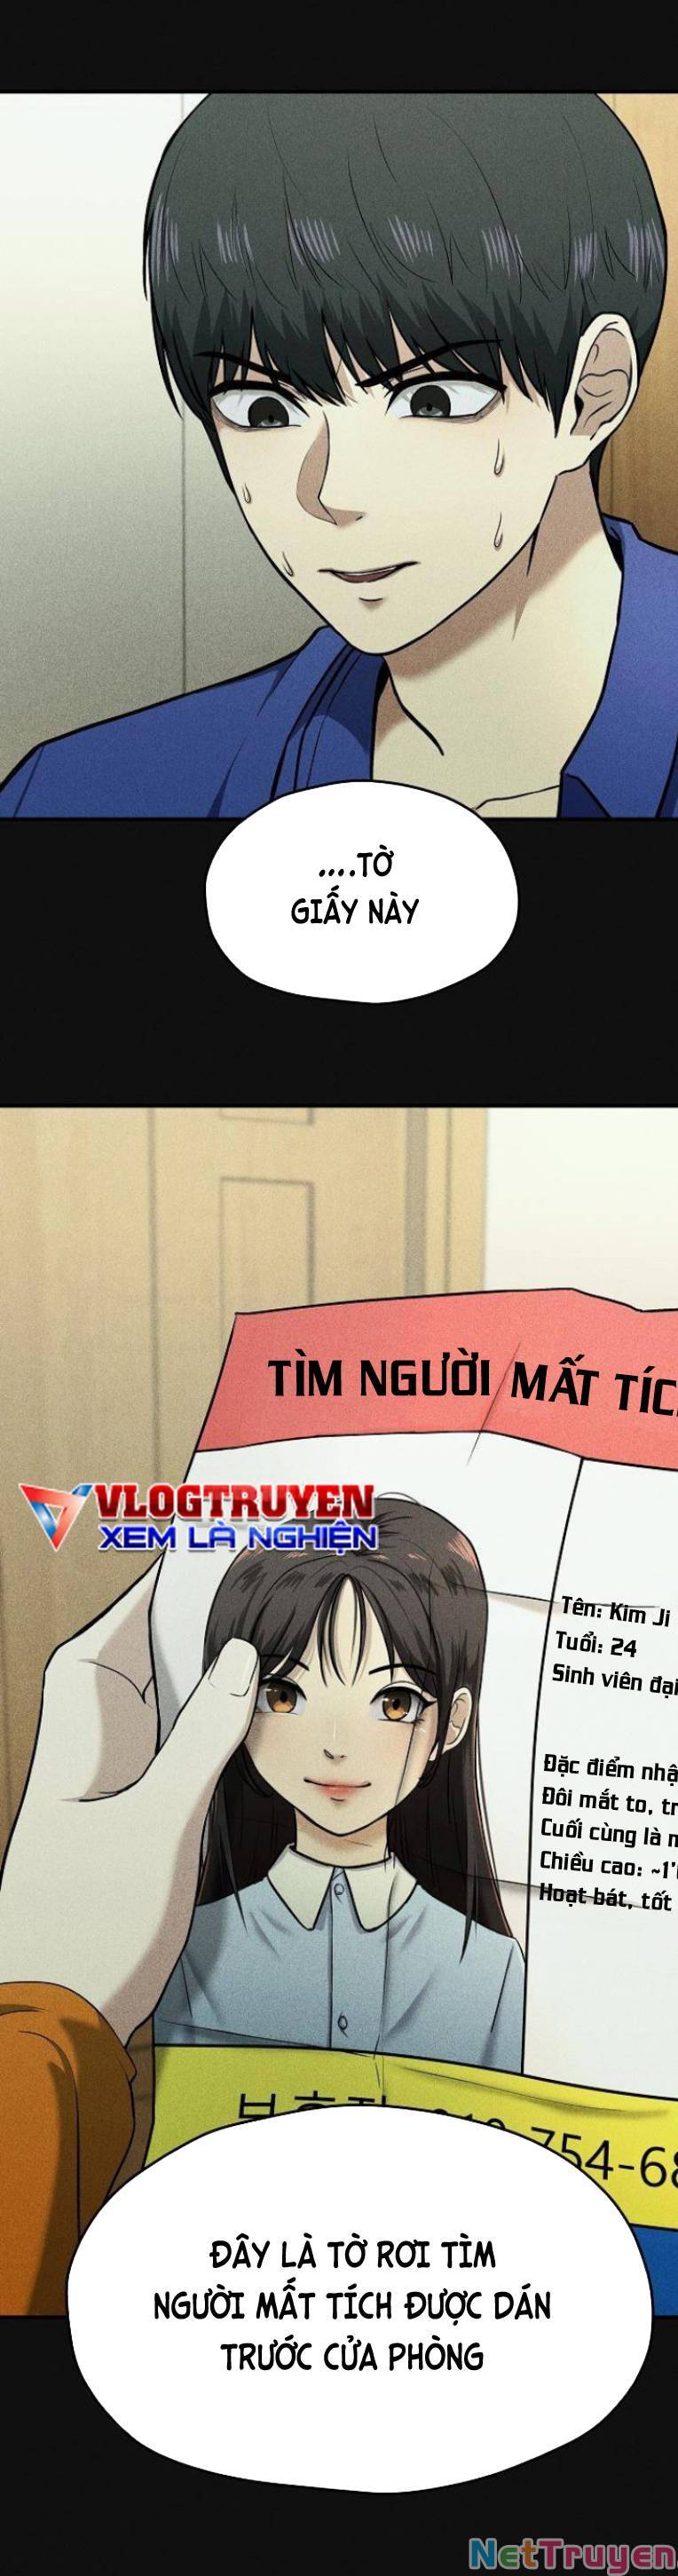 ....TỜ
GIẤY NÀY
TÌM NGƯỜI MẤT TÍC
VLOGTRUYEN
XEM LÀ NGHIỆN
Tên: Kim Ji
Tuổi: 24
Sinh viên đại
Đặc điểm nhậ
Đôi mắt to, tr
Cuối cùng là
Chiều cao: ~1'
Hoạt bát, tốt
754-68
ĐÂY LÀ TỜ RƠI TÌM
NGƯỜI MẤT TÍCH ĐƯỢC DÁN
TRƯỚC CỬA PHÒNG
NetTruyen